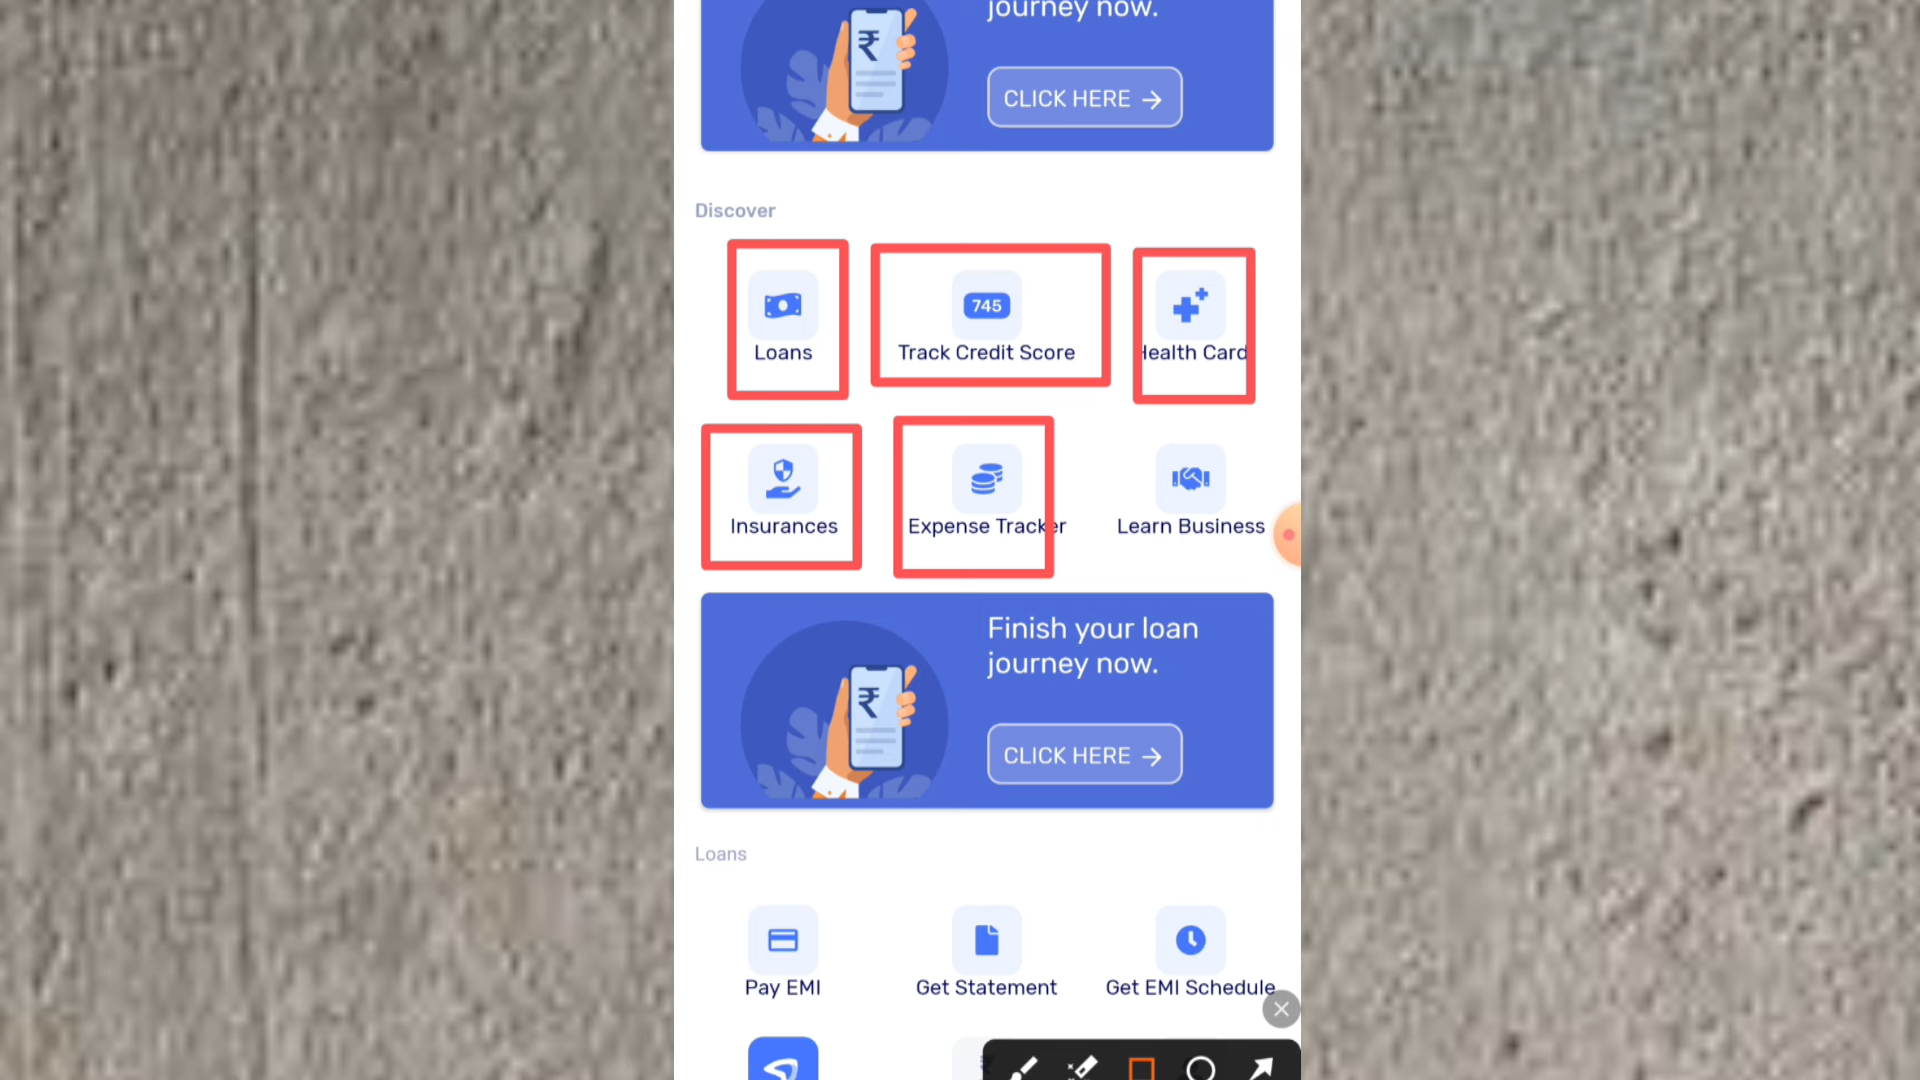 journey now.
₹
CLICK HERE →
Discover
745
Loans
Track Credit Score
Health Card
Insurances
Expense Tracker
Learn Business
Finish your loan
journey now.
₹
CLICK HERE →
Loans
Pay EMI
Get Statement
Get EMI Schedule